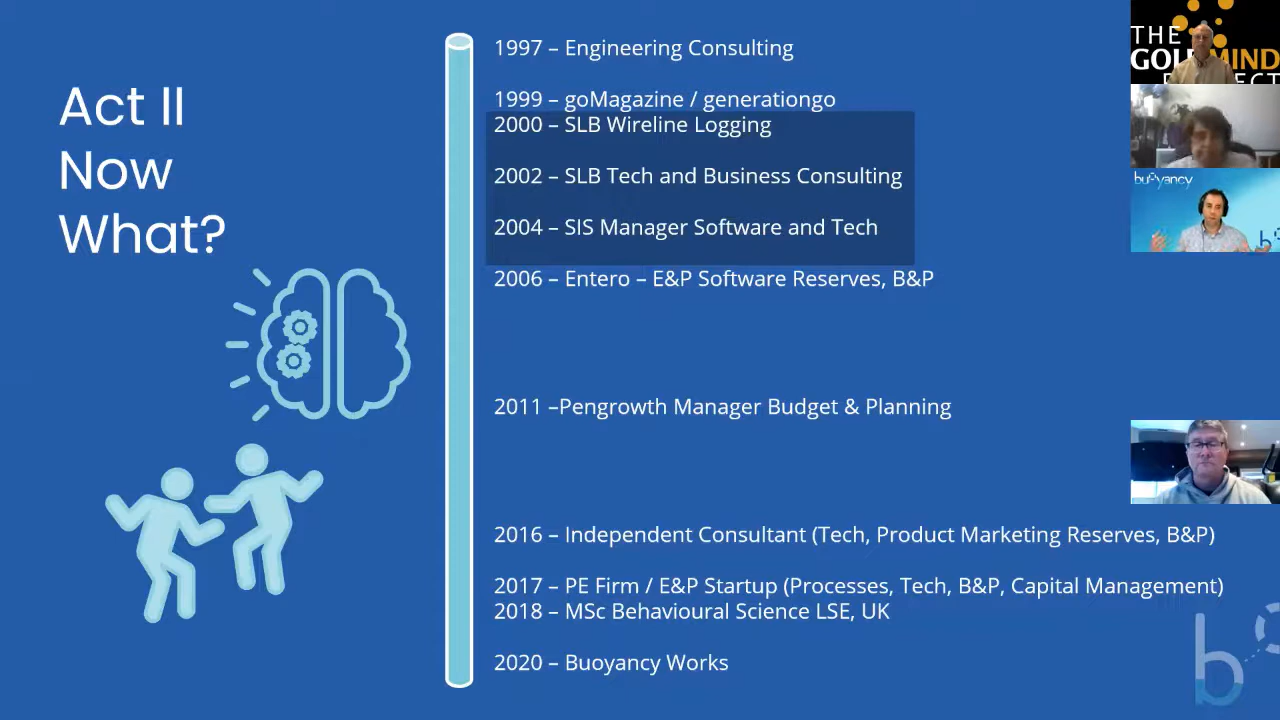 Act II
Now
What?
1997 – Engineering Consulting
1999 – goMagazine / generationgo
2000 – SLB Wireline Logging
2002 – SLB Tech and Business Consulting
2004 – SIS Manager Software and Tech
2006 – Entero – E&P Software Reserves, B&P
2011 –Pengrowth Manager Budget & Planning
2016 – Independent Consultant (Tech, Product Marketing Reserves, B&P)
2017 – PE Firm / E&P Startup (Processes, Tech, B&P, Capital Management)
2018 – MSc Behavioural Science LSE, UK
2020 – Buoyancy Works
THE
buoyancy
b
b